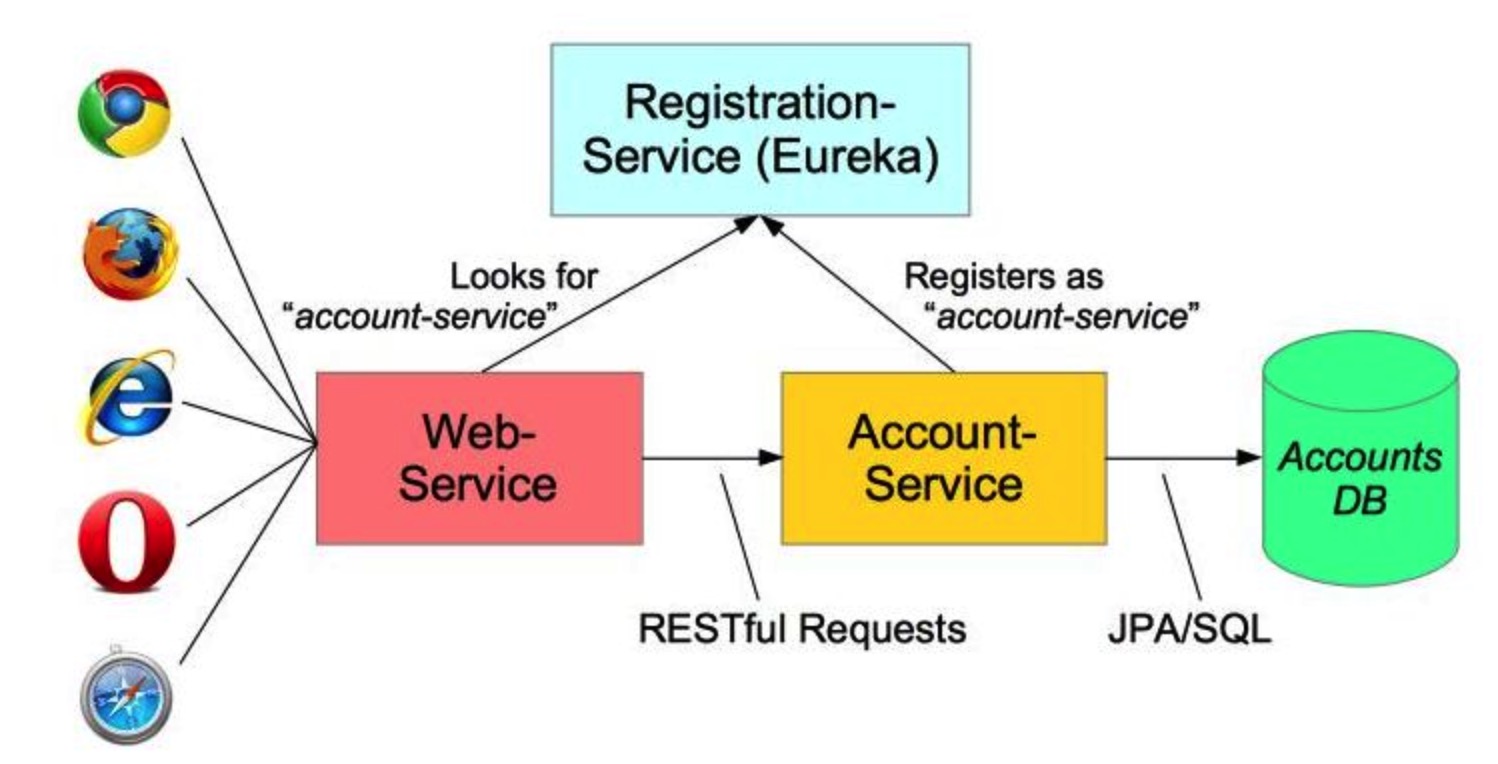 Registration-
Service (Eureka)
Looks for
“account-service”
Registers as
“account-service”
Web-
Service
Account-
Service
Accounts
DB
RESTful Requests
JPA/SQL